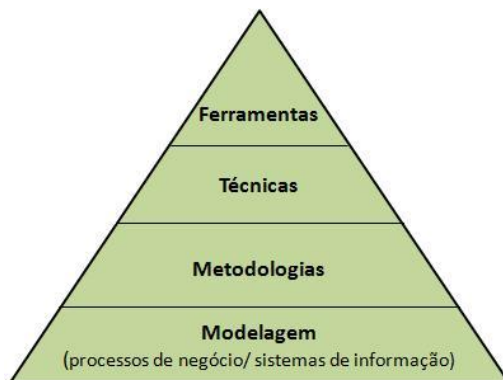 Ferramentas
Técnicas
Metodologias
Modelagem
(processos de negócio/ sistemas de informação)